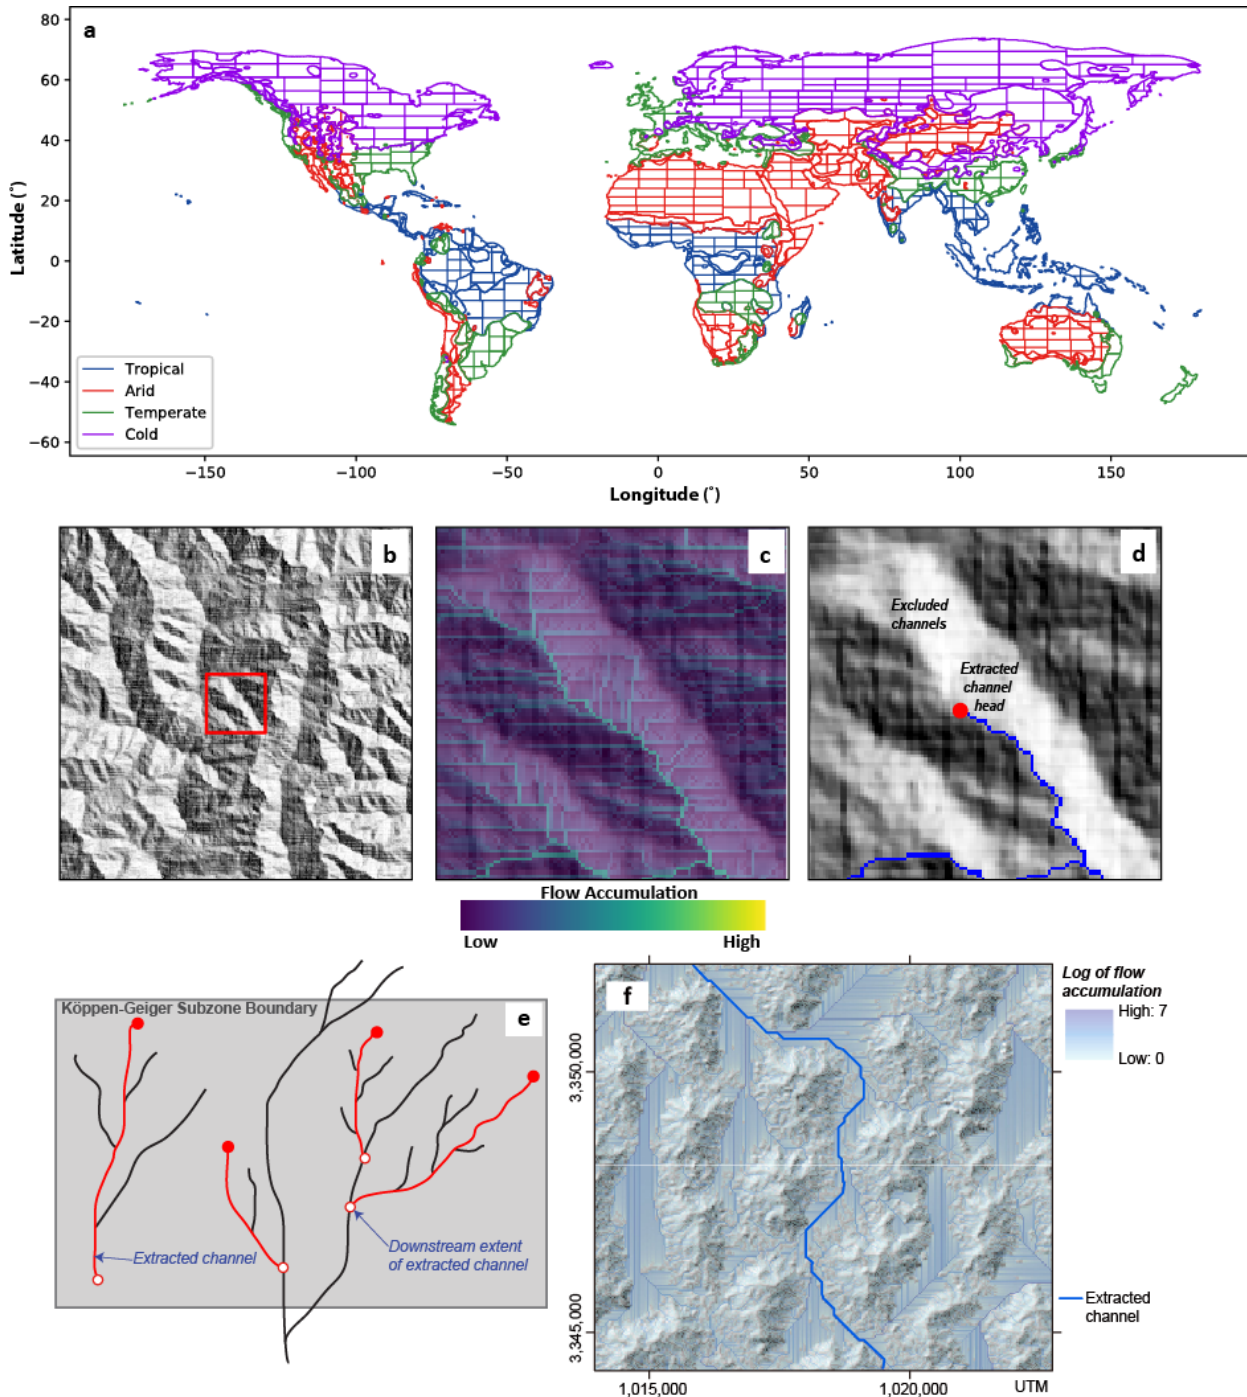 a
80
60
40
20
0
−20
−40
−60
Latitude (˚)
Tropical
Arid
Temperate
Cold
−150
−100
−50
0
50
100
150
Longitude (˚)
b
c
d
Excluded
channels
Extracted
channel
head
Flow Accumulation
Low
High
Köppen-Geiger Subzone Boundary
e
Extracted channel
Downstream extent
of extracted channel
f
Log of flow
accumulation
High: 7
Low: 0
3,350,000
3,345,000
Extracted
channel
1,015,000
1,020,000
UTM